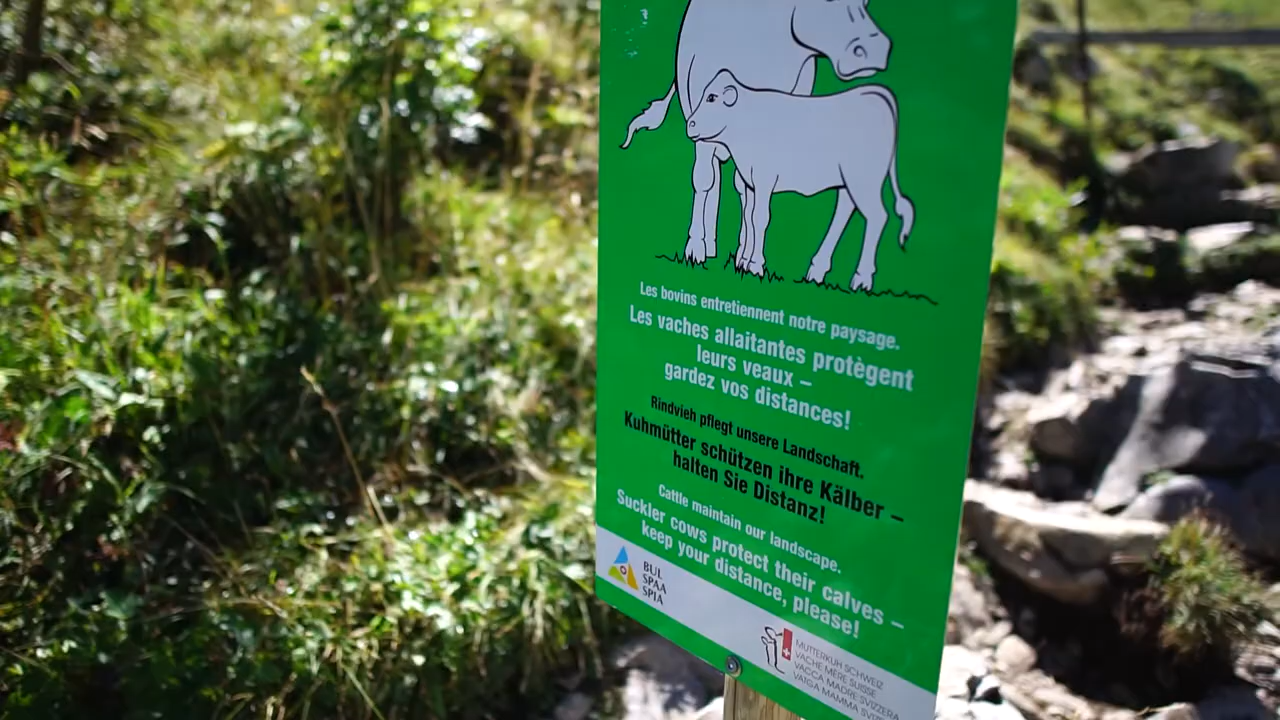 Les bovins entretiennent notre paysage.
Les vaches allaitantes protègent
leurs veaux –
gardez vos distances!
Rindvieh pflegt unsere Landschaft.
Kuhmütter schützen ihre Kälber –
halten Sie Distanz!
Cattle maintain our landscape.
Suckler cows protect their calves –
keep your distance, please!
BUL
SPAA
SPIA
MUTTERKUH SCHWEIZ
VACHE MÈRE SUISSE
VACCA MADRE SVIZZERA
VATGA MAMMA